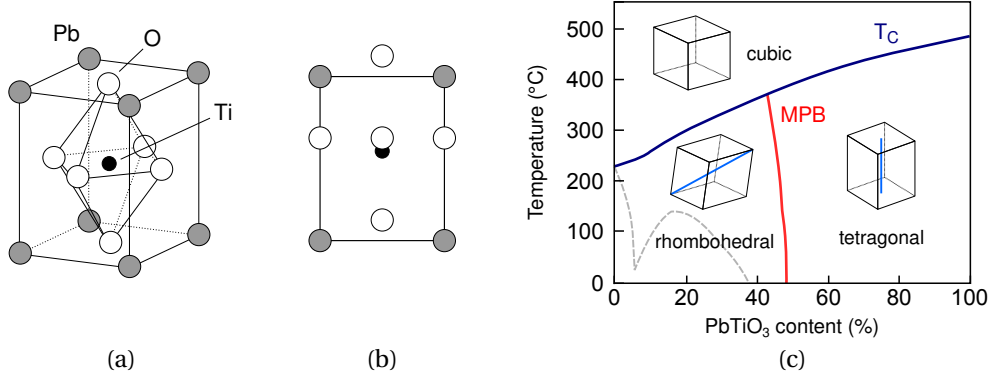 Pb
O
Ti
(a)
(b)
Temperature (°C)
500
400
300
200
100
0
T_C
cubic
MPB
rhombohedral
tetragonal
0
20
40
60
80
100
PbTiO₃ content (%)
(c)